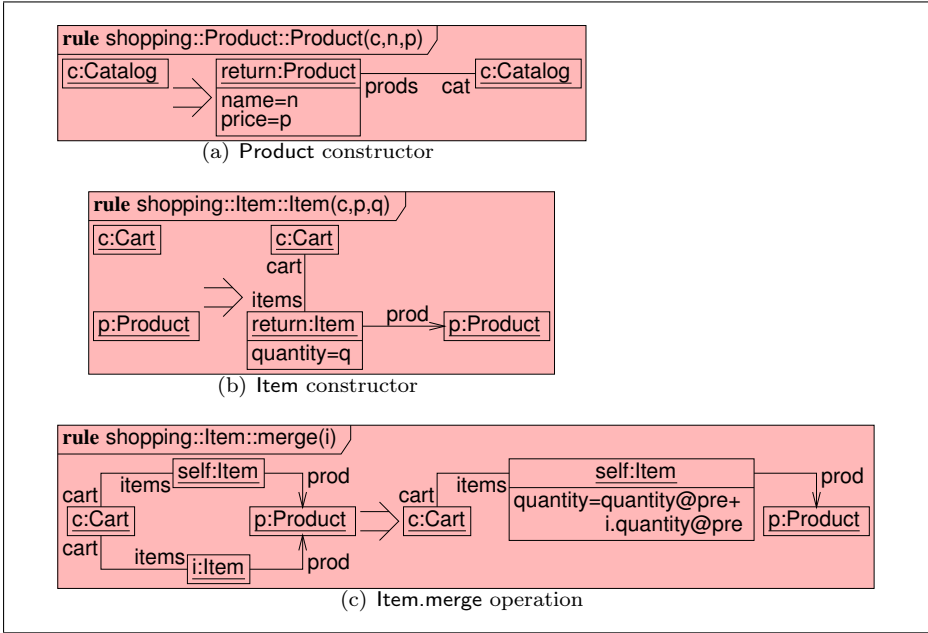 rule shopping::Product::Product(c,n,p)
c:Catalog
return:Product
name=n
price=p
prods
cat
c:Catalog
(a) Product constructor
rule shopping::Item::Item(c,p,q)
c:Cart
c:Cart
cart
items
p:Product
return:Item
quantity=q
prod
p:Product
(b) Item constructor
rule shopping::Item::merge(i)
cart
items
self:Item
prod
c:Cart
p:Product
cart
items
i:Item
prod
cart
items
self:Item
quantity=quantity@pre+
i.quantity@pre
prod
c:Cart
p:Product
(c) Item.merge operation